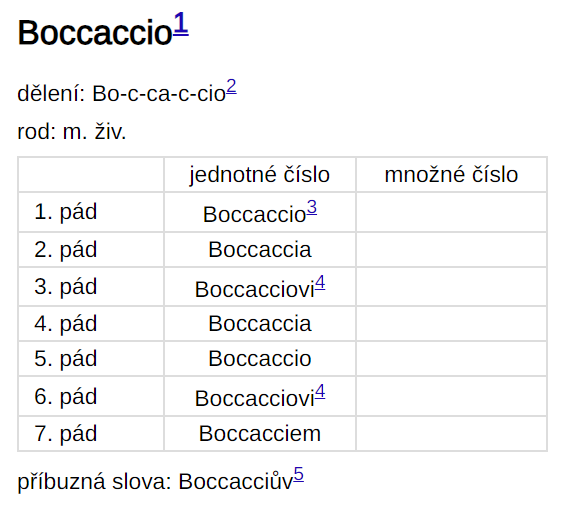 Boccaccio1
dělení: Bo-c-ca-c-cio2
rod: m. živ.
jednotné číslo množné číslo
1. pád Boccaccio3
2. pád Boccaccia
3. pád Boccacciovi4
4. pád Boccaccia
5. pád Boccaccio
6. pád Boccacciovi4
7. pád Boccacciem
příbuzná slova: Boccacciův5